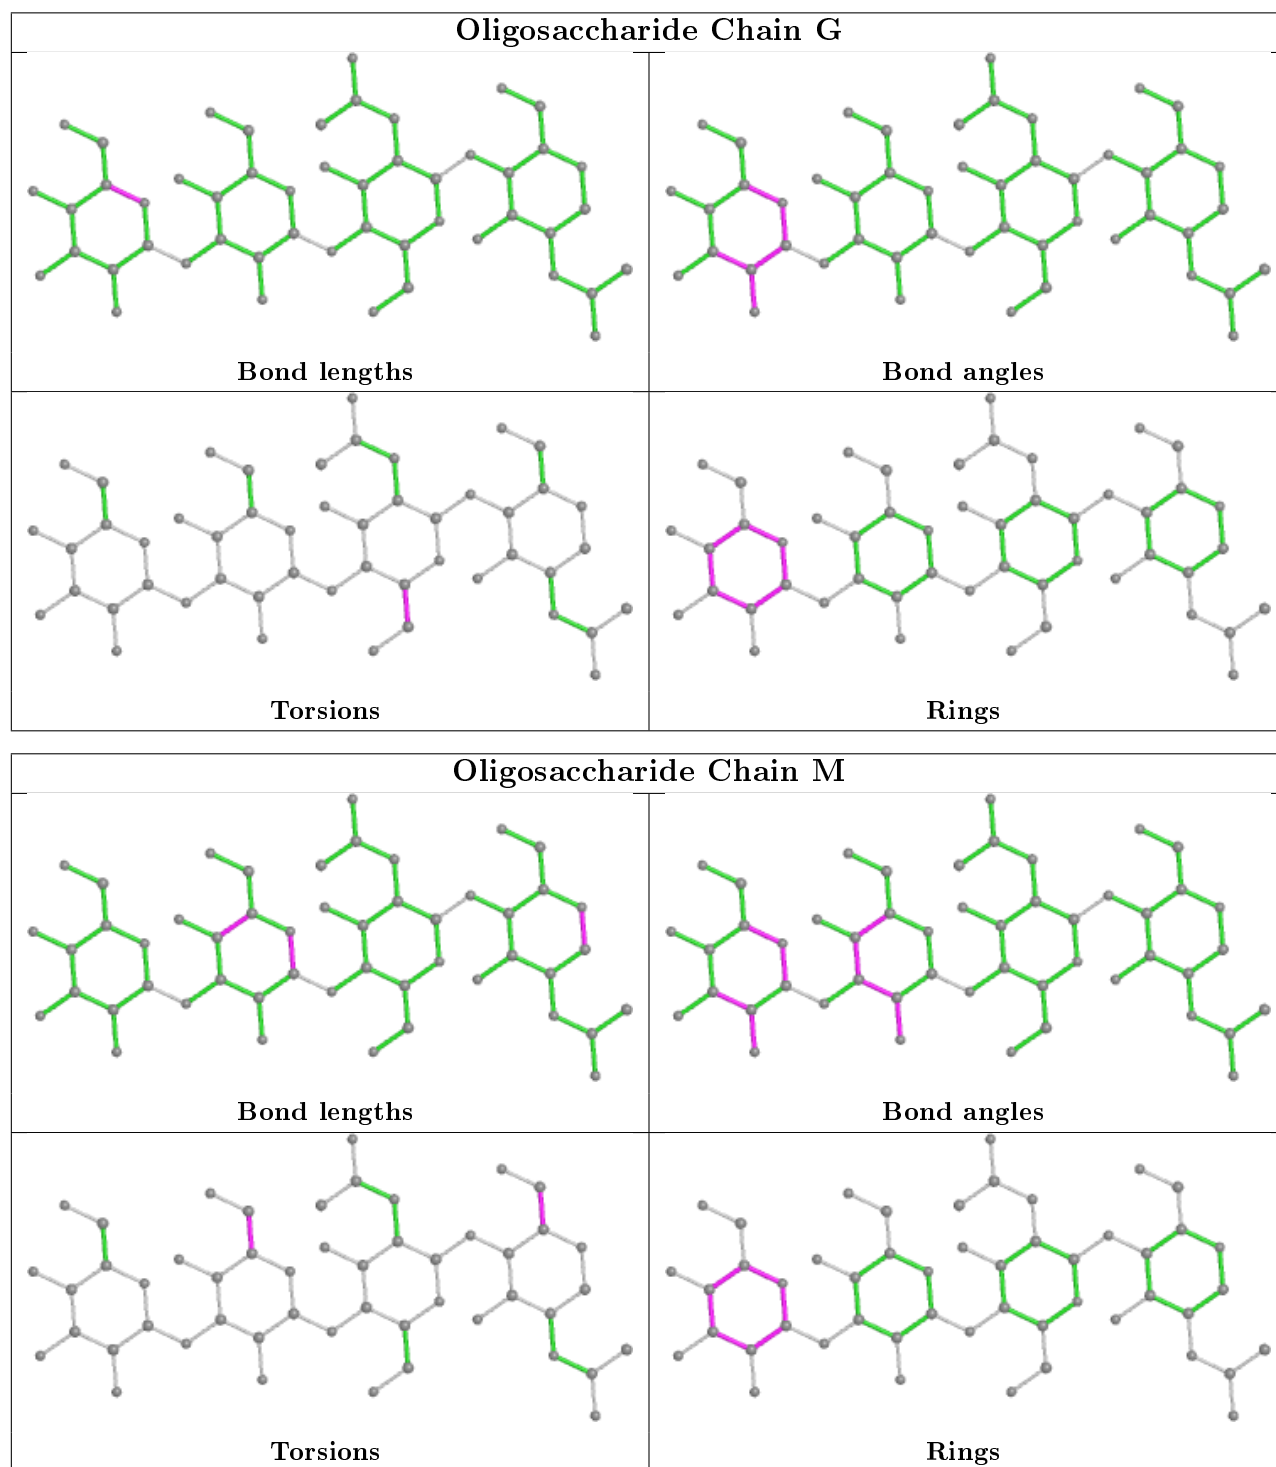 Oligosaccharide Chain G
Bond lengths
Bond angles
Torsions
Rings
Oligosaccharide Chain M
Bond lengths
Bond angles
Torsions
Rings